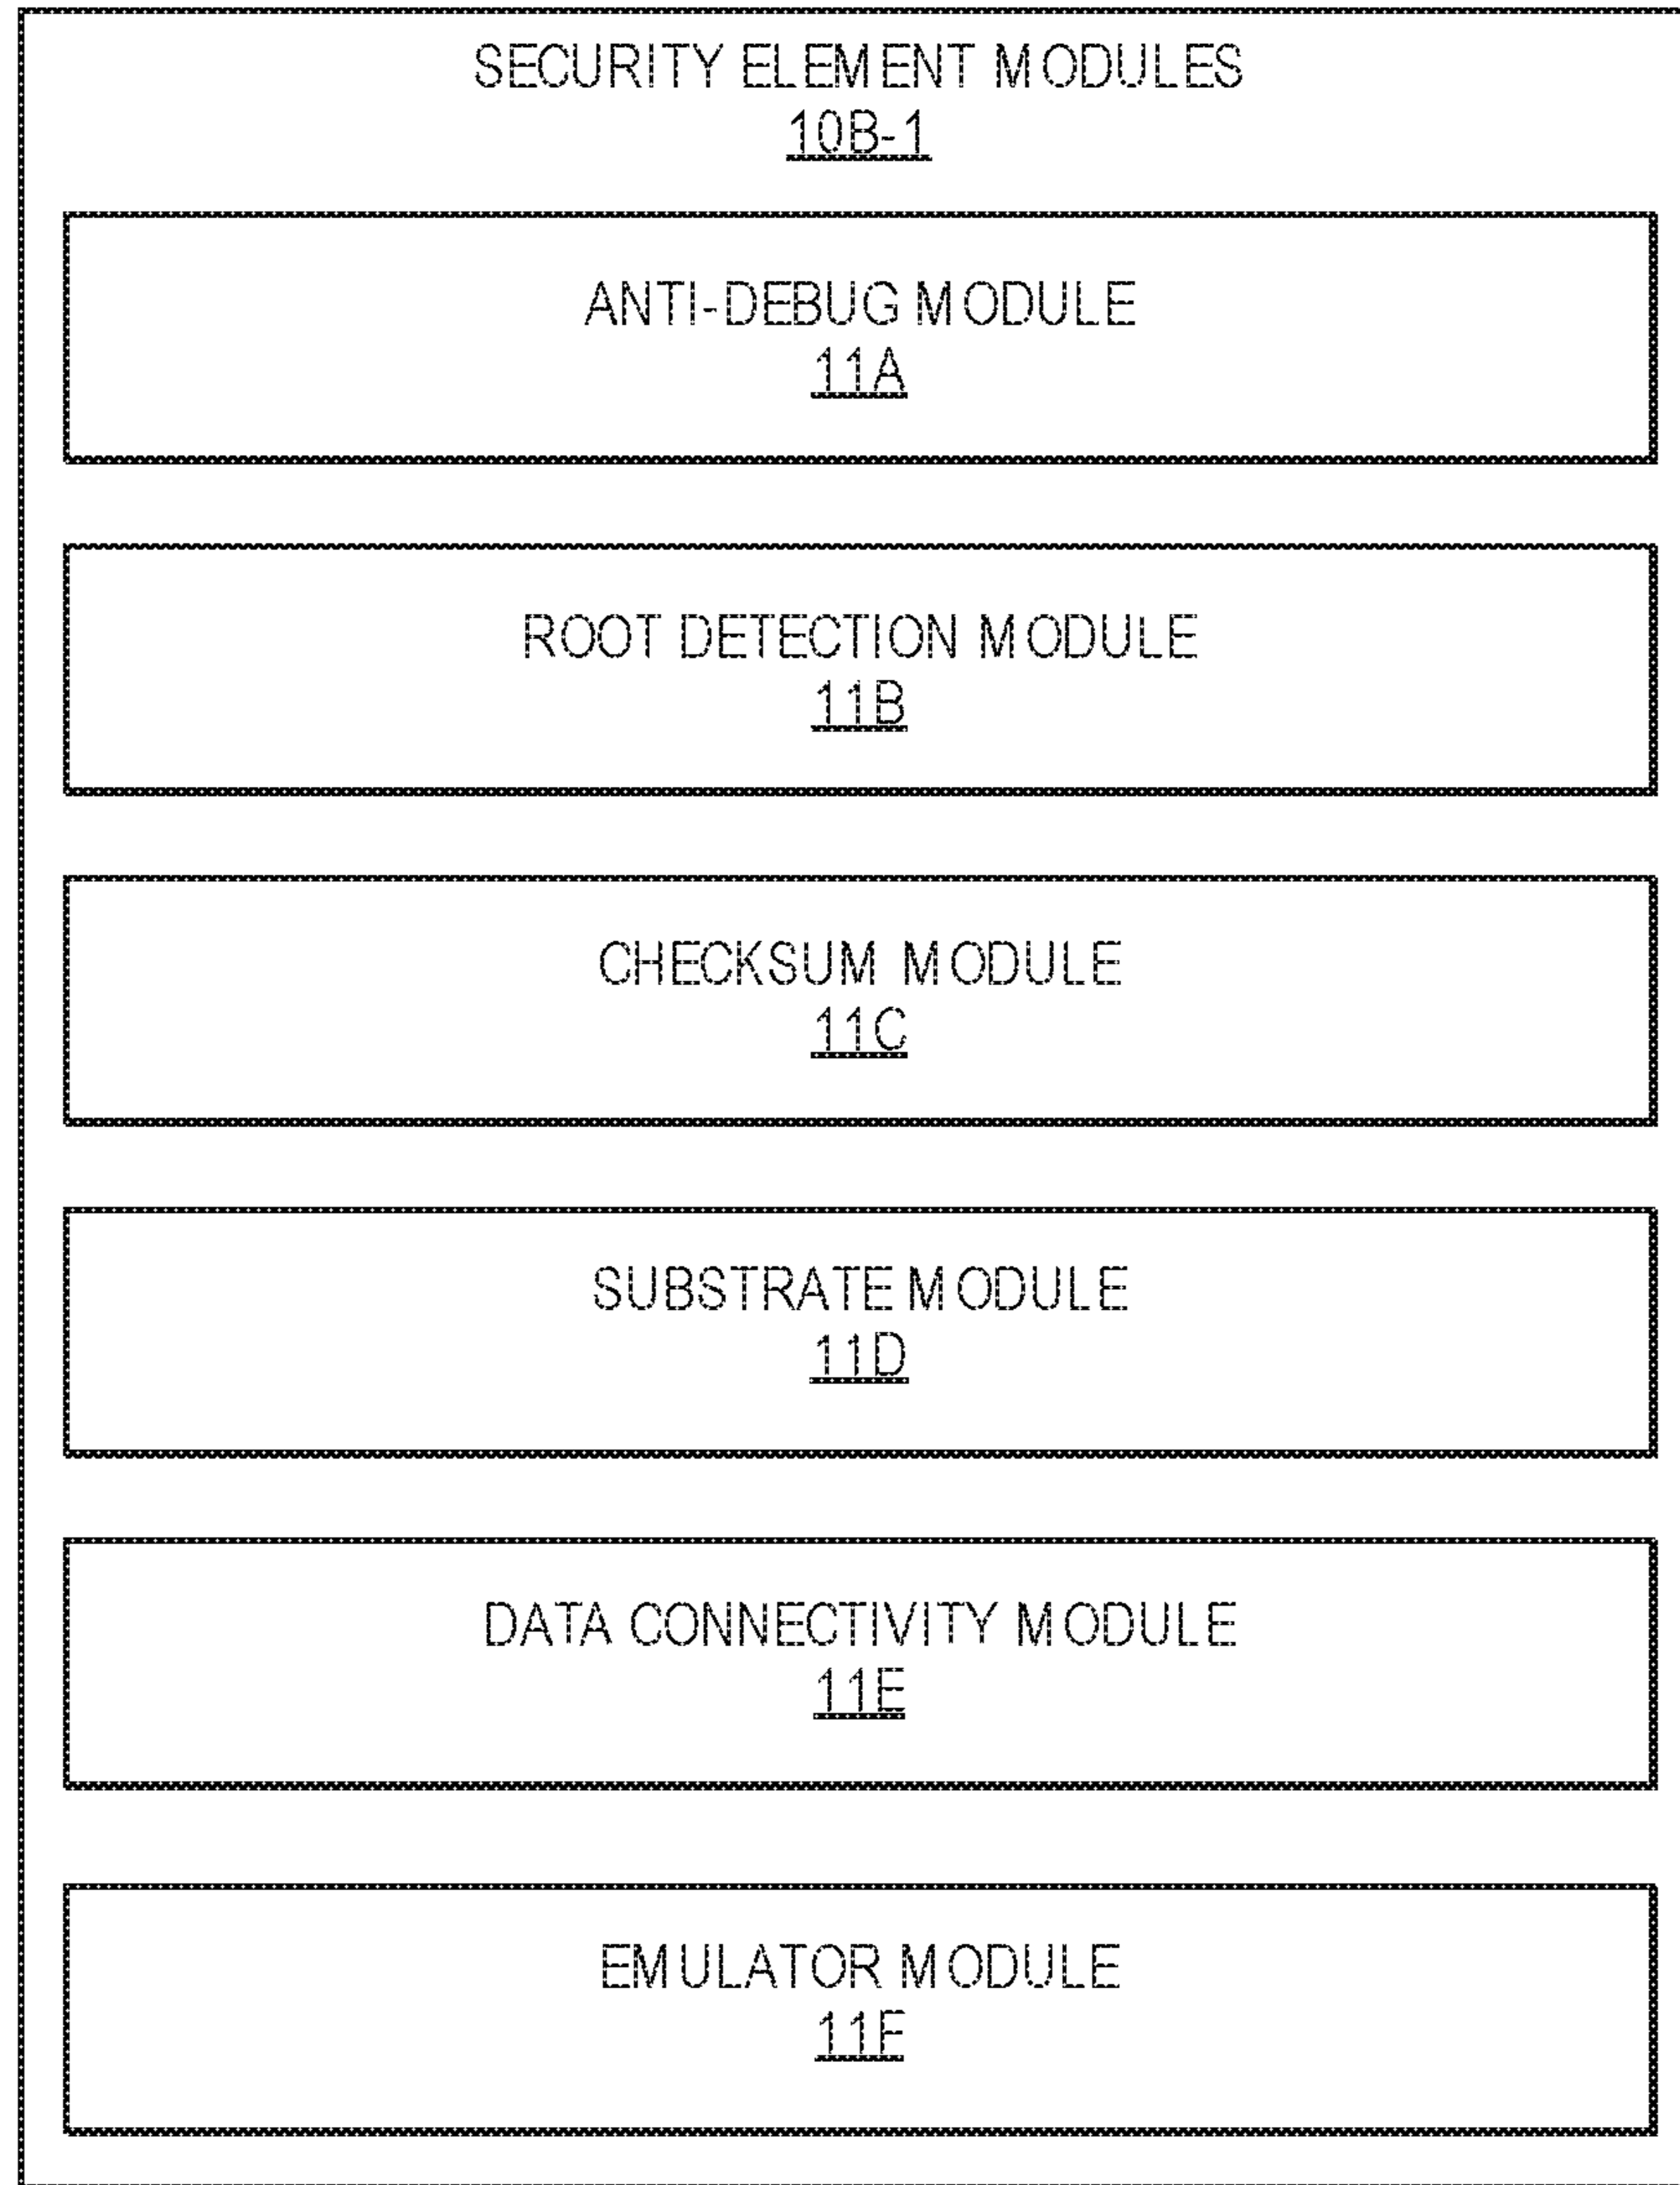 SECURITY ELEMENT MODULES
10B-1
ANTI-DEBUG MODULE
11A
ROOT DETECTION MODULE
11B
CHECKSUM MODULE
11C
SUBSTRATE MODULE
11D
DATA CONNECTIVITY MODULE
11E
EMULATOR MODULE
11F